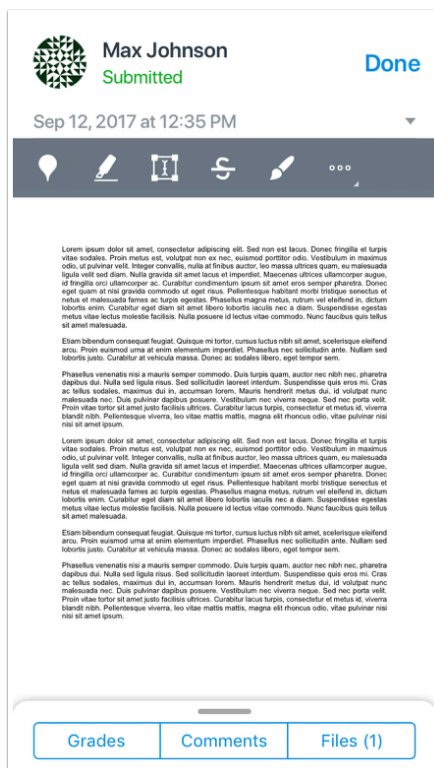 Max Johnson
Done
Submitted
Sep 12, 2017 at 12:35 PM
Lorem ipsum dolor sit amet, consectetur adipiscing elit. Sed non est lacus. Donec fringilla et turpis
vitae sodales. Proin metus est, volutpat non ex nec, euismod porttitor odio. Vestibulum in maximus
odio, ut pulvinar velit. Integer convallis, nulla at finibus auctor, leo massa ultrices quam, eu malesuada
ligula velit sed diam. Nulla gravida sit amet lacus et imperdiet. Maecenas ultrices ullamcorper augue,
id fringilla orci ullamcorper ac. Curabitur condimentum ipsum sit amet eros semper pharetra. Donec
eget quam at nisi gravida commodo ut eget risus. Pellentesque habitant morbi tristique senectus et
netus et malesuada fames ac turpis egestas. Phasellus magna metus, rutrum vel eleifend in, dictum
lobortis enim. Curabitur eget diam sit amet libero lobortis iaculis nec a diam. Suspendisse egestas
metus vitae lectus molestie facilisis. Nulla posuere id lectus vitae commodo. Nunc faucibus quis tellus
sit amet malesuada.
Etiam bibendum consequat feugiat. Quisque mi tortor, cursus luctus nibh sit amet, scelerisque eleifend
arcu. Proin euismod urna at enim elementum imperdiet. Phasellus nec sollicitudin ante. Nullam sed
lobortis justo. Curabitur at vehicula massa. Donec ac sodales libero, eget tempor sem.
Phasellus venenatis nisi a mauris semper commodo. Duis turpis quam, auctor nec nibh nec, pharetra
dapibus dui. Nulla sed ligula risus. Sed sollicitudin laoreet interdum. Suspendisse quis eros mi. Cras
ac tellus sodales, maximus dui in, accumsan lorem. Mauris hendrerit metus dui, id volutpat nunc
malesuada nec. Duis pulvinar dapibus posuere. Vestibulum nec viverra neque. Sed nec porta velit.
Proin vitae tortor sit amet justo facilisis ultrices. Curabitur lacus turpis, consectetur et metus id, viverra
blandit nibh. Pellentesque viverra, leo vitae mattis mattis, magna elit rhoncus odio, vitae pulvinar nisi
nisi sit amet ipsum.
Lorem ipsum dolor sit amet, consectetur adipiscing elit. Sed non est lacus. Donec fringilla et turpis
vitae sodales. Proin metus est, volutpat non ex nec, euismod porttitor odio. Vestibulum in maximus
odio, ut pulvinar velit. Integer convallis, nulla at finibus auctor, leo massa ultrices quam, eu malesuada
ligula velit sed diam. Nulla gravida sit amet lacus et imperdiet. Maecenas ultrices ullamcorper augue,
id fringilla orci ullamcorper ac. Curabitur condimentum ipsum sit amet eros semper pharetra. Donec
eget quam at nisi gravida commodo ut eget risus. Pellentesque habitant morbi tristique senectus et
netus et malesuada fames ac turpis egestas. Phasellus magna metus, rutrum vel eleifend in, dictum
lobortis enim. Curabitur eget diam sit amet libero lobortis iaculis nec a diam. Suspendisse egestas
metus vitae lectus molestie facilisis. Nulla posuere id lectus vitae commodo. Nunc faucibus quis tellus
sit amet malesuada.
Etiam bibendum consequat feugiat. Quisque mi tortor, cursus luctus nibh sit amet, scelerisque eleifend
arcu. Proin euismod urna at enim elementum imperdiet. Phasellus nec sollicitudin ante. Nullam sed
lobortis justo. Curabitur at vehicula massa. Donec ac sodales libero, eget tempor sem.
Phasellus venenatis nisi a mauris semper commodo. Duis turpis quam, auctor nec nibh nec, pharetra
dapibus dui. Nulla sed ligula risus. Sed sollicitudin laoreet interdum. Suspendisse quis eros mi. Cras
ac tellus sodales, maximus dui in, accumsan lorem. Mauris hendrerit metus dui, id volutpat nunc
malesuada nec. Duis pulvinar dapibus posuere. Vestibulum nec viverra neque. Sed nec porta velit.
Proin vitae tortor sit amet justo facilisis ultrices. Curabitur lacus turpis, consectetur et metus id, viverra
blandit nibh. Pellentesque viverra, leo vitae mattis mattis, magna elit rhoncus odio, vitae pulvinar nisi
nisi sit amet ipsum.
Grades
Comments
Files (1)